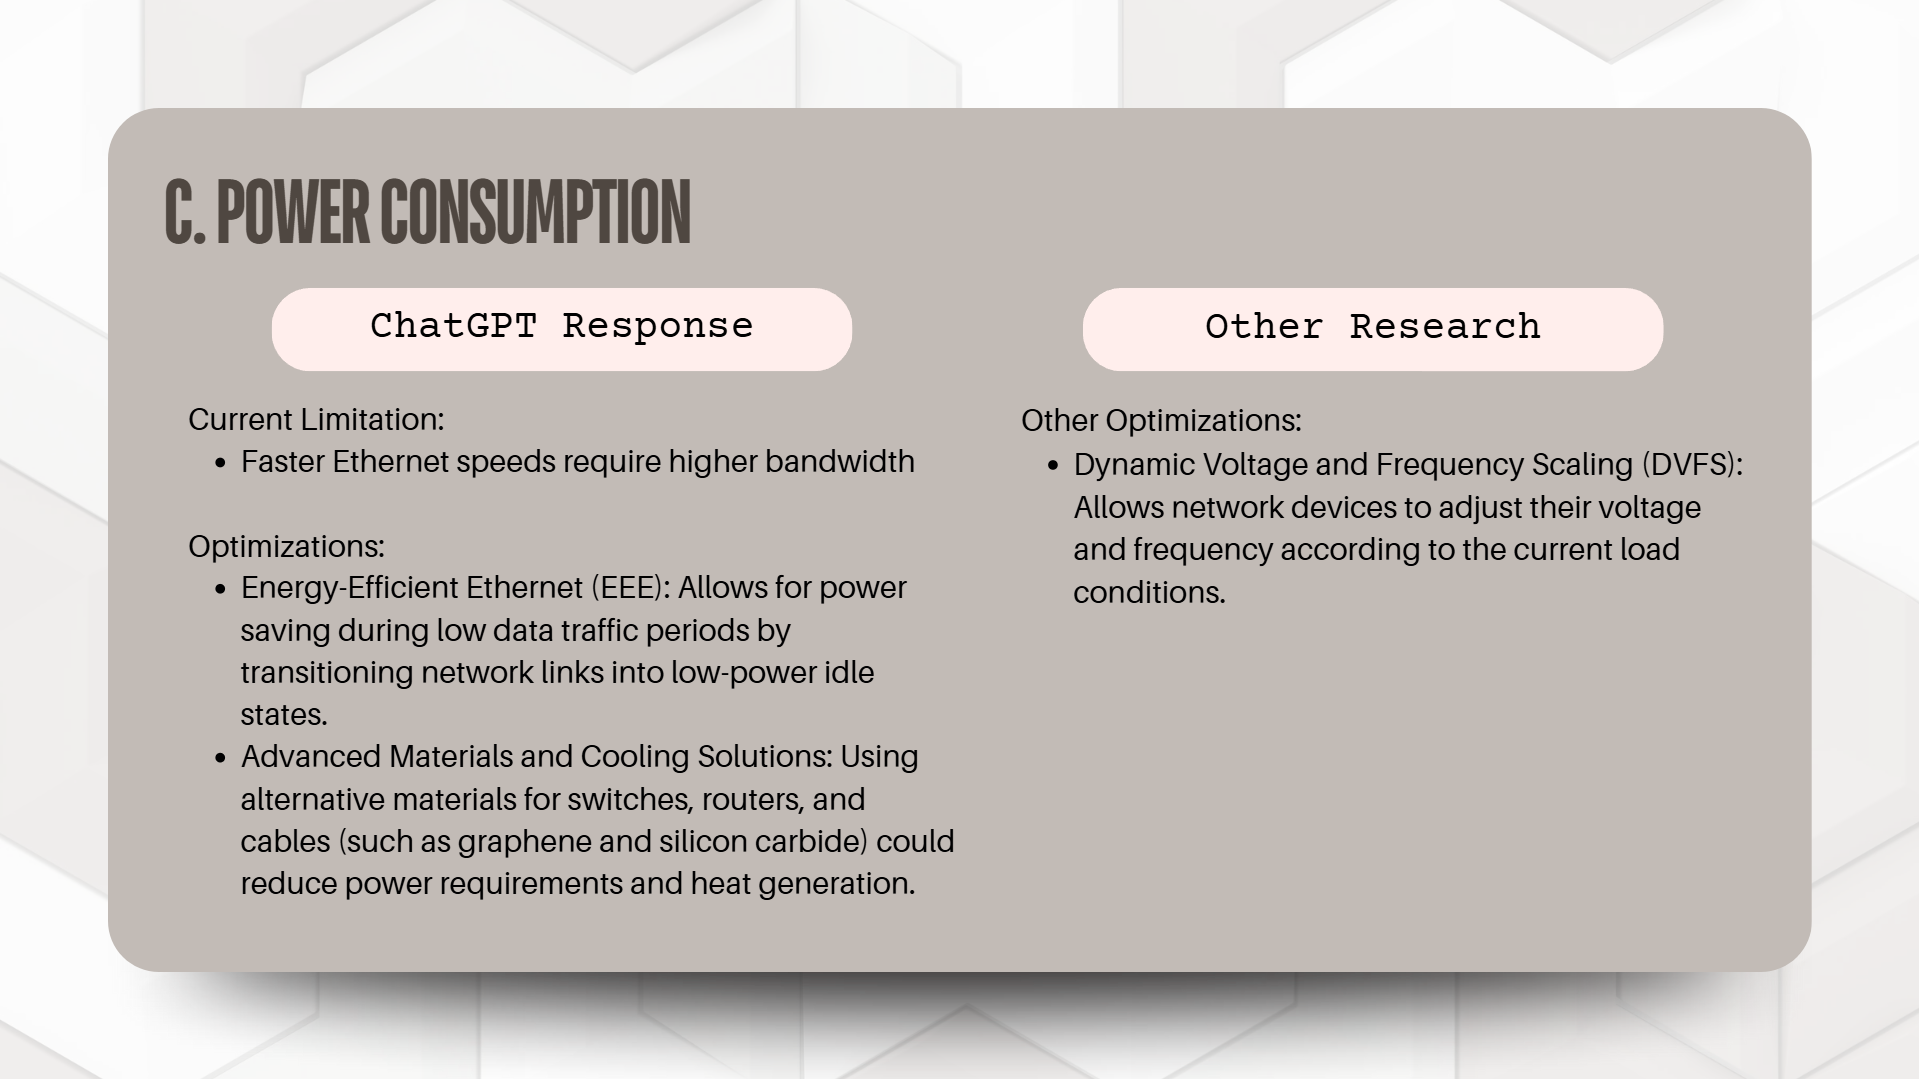 C. POWER CONSUMPTION
ChatGPT Response
Current Limitation:
• Faster Ethernet speeds require higher bandwidth
Optimizations:
• Energy-Efficient Ethernet (EEE): Allows for power
saving during low data traffic periods by
transitioning network links into low-power idle
states.
• Advanced Materials and Cooling Solutions: Using
alternative materials for switches, routers, and
cables (such as graphene and silicon carbide) could
reduce power requirements and heat generation.
Other Research
Other Optimizations:
• Dynamic Voltage and Frequency Scaling (DVFS):
Allows network devices to adjust their voltage
and frequency according to the current load
conditions.